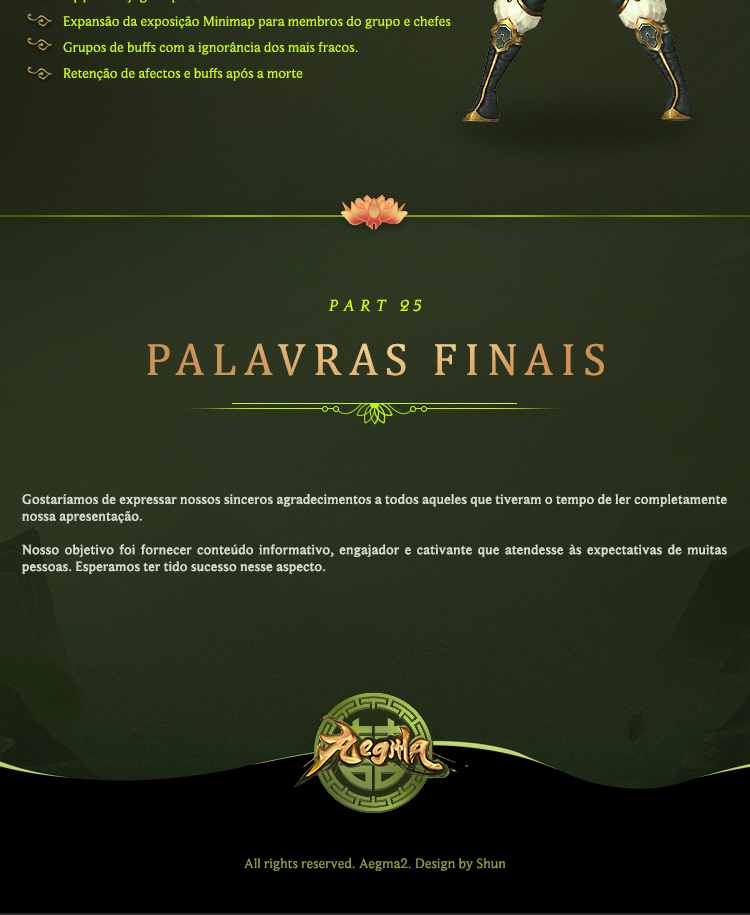 Expansão da exposição Minimap para membros do grupo e chefes
Grupos de buffs com a ignorância dos mais fracos.
Retenção de afectos e buffs após a morte
PART 25
PALAVRAS FINAIS
Gostaríamos de expressar nossos sinceros agradecimentos a todos aqueles que tiveram o tempo de ler completamente
nossa apresentação.
Nosso objetivo foi fornecer conteúdo informativo, engajador e cativante que atendesse às expectativas de muitas
pessoas. Esperamos ter tido sucesso nesse aspecto.
Aegma
All rights reserved. Aegma2. Design by Shun